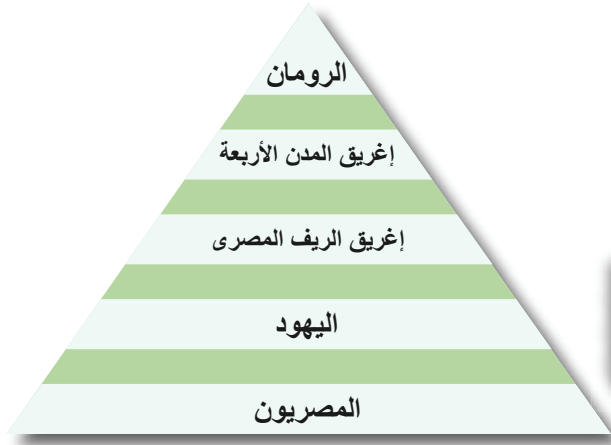 الرومان
إغريق المدن الأربعة
إغريق الريف المصرى
اليهود
المصريون